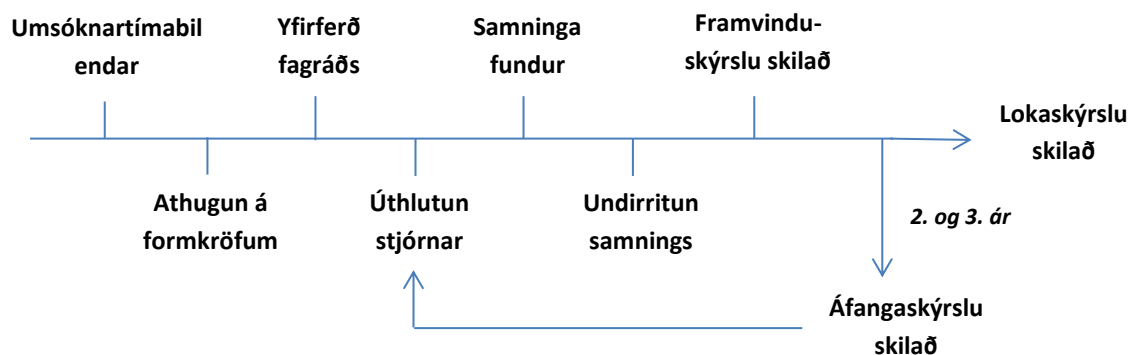 Umsóknartímabil
endar
Yfirferð
fagráðs
Samninga
fundur
Framvindu-
skýrslu skilað
Lokaskýrslu
skilað
Athugun á
formkröfum
Úthlutun
stjórnar
Undirritun
samnings
2. og 3. ár
Áfangaskýrslu
skilað